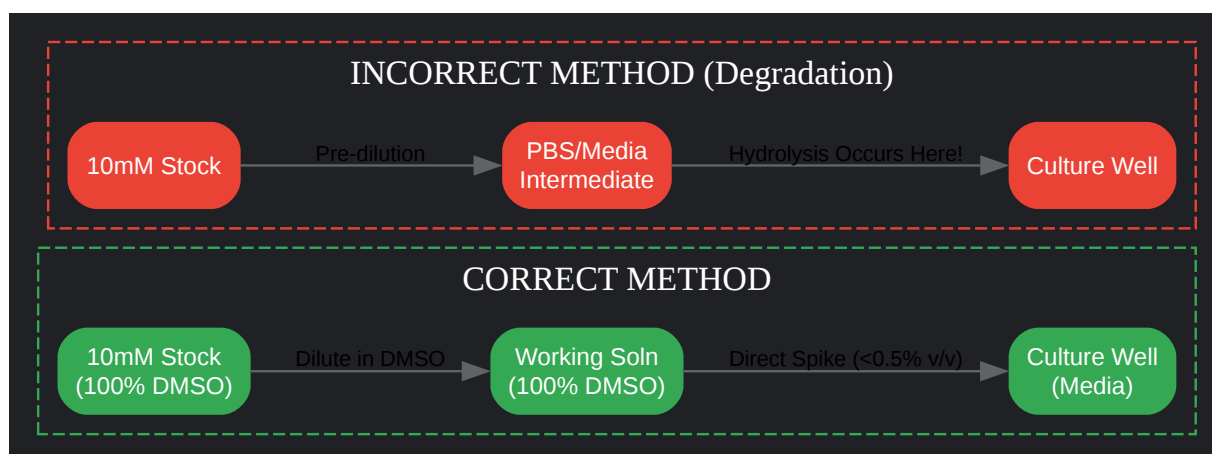 INCORRECT METHOD (Degradation)
10mM Stock
Pre-dilution
PBS/Media
Intermediate
Hydrolysis Occurs Here!
Culture Well
CORRECT METHOD
10mM Stock
(100% DMSO)
Dilute in DMSO
Working Soln
(100% DMSO)
Direct Spike (<0.5% v/v)
Culture Well
(Media)